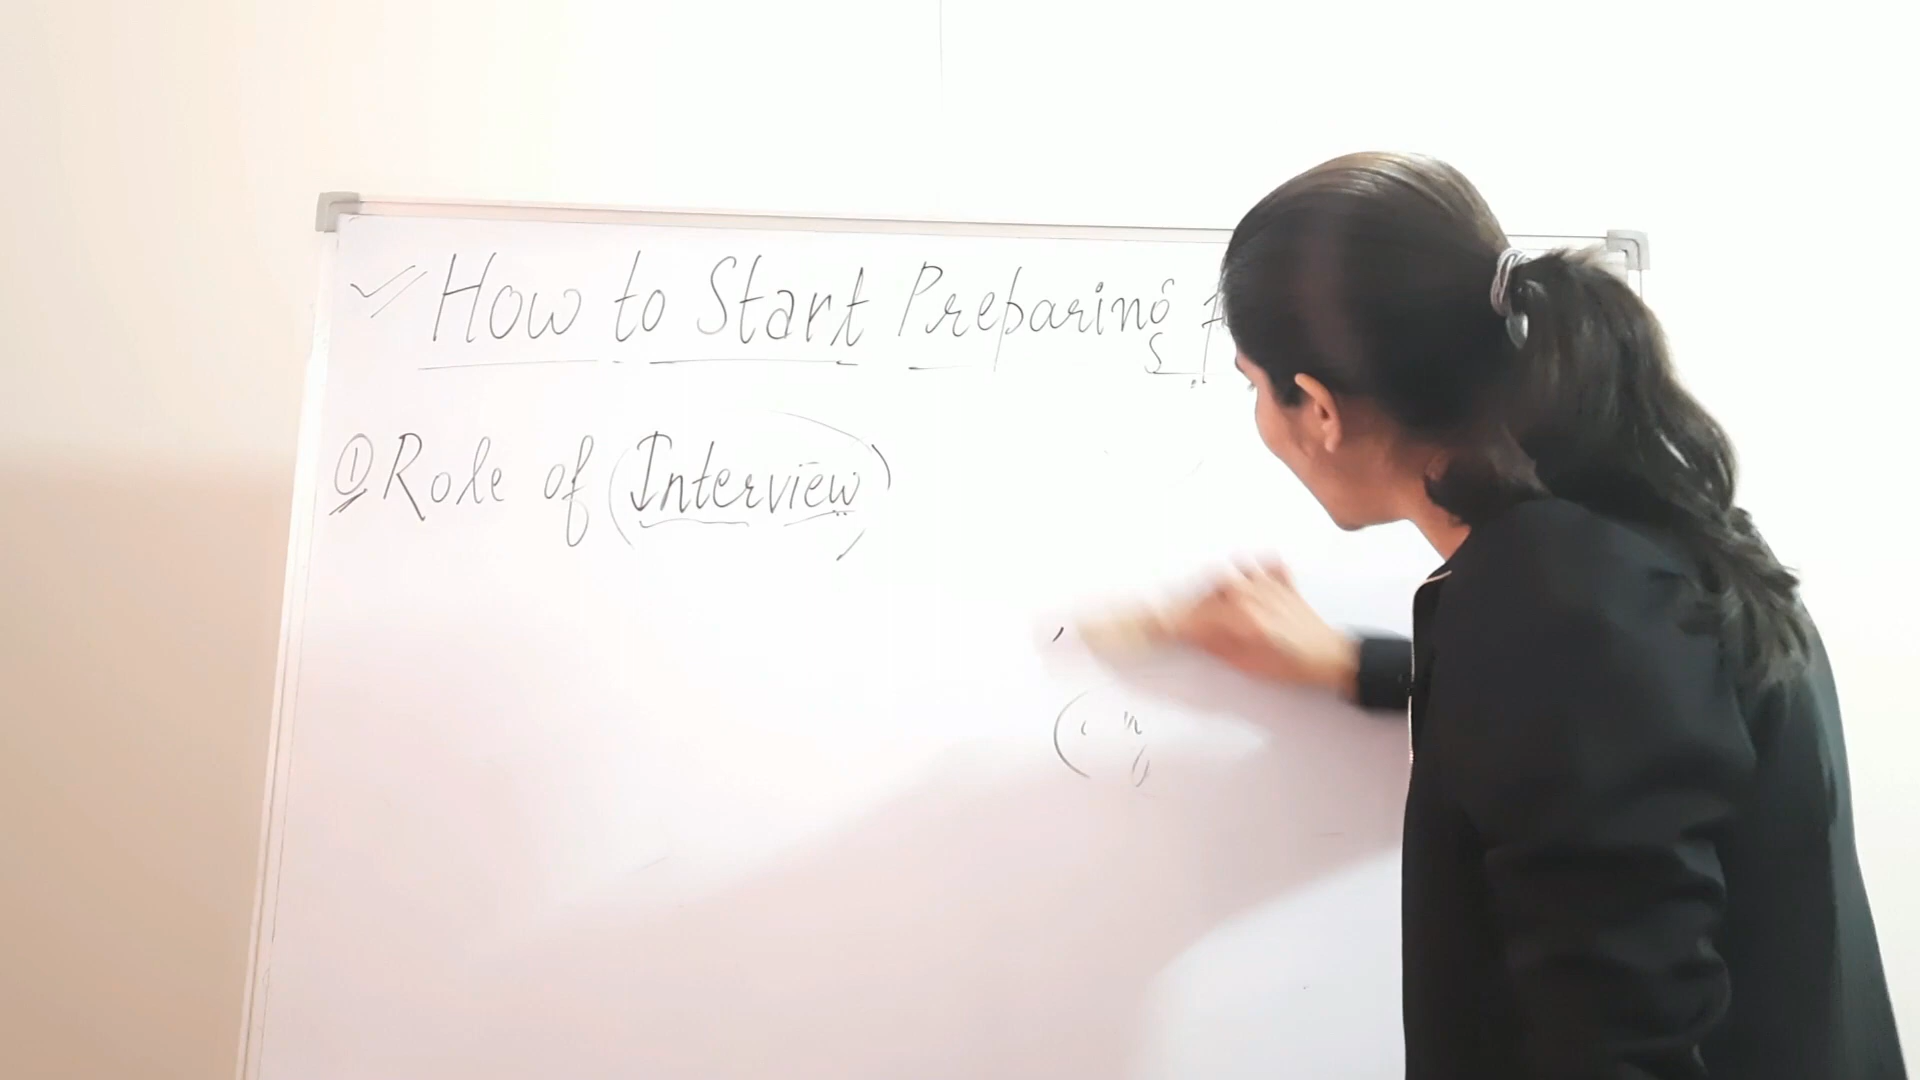 How to Start Preparing
① Role of Interview